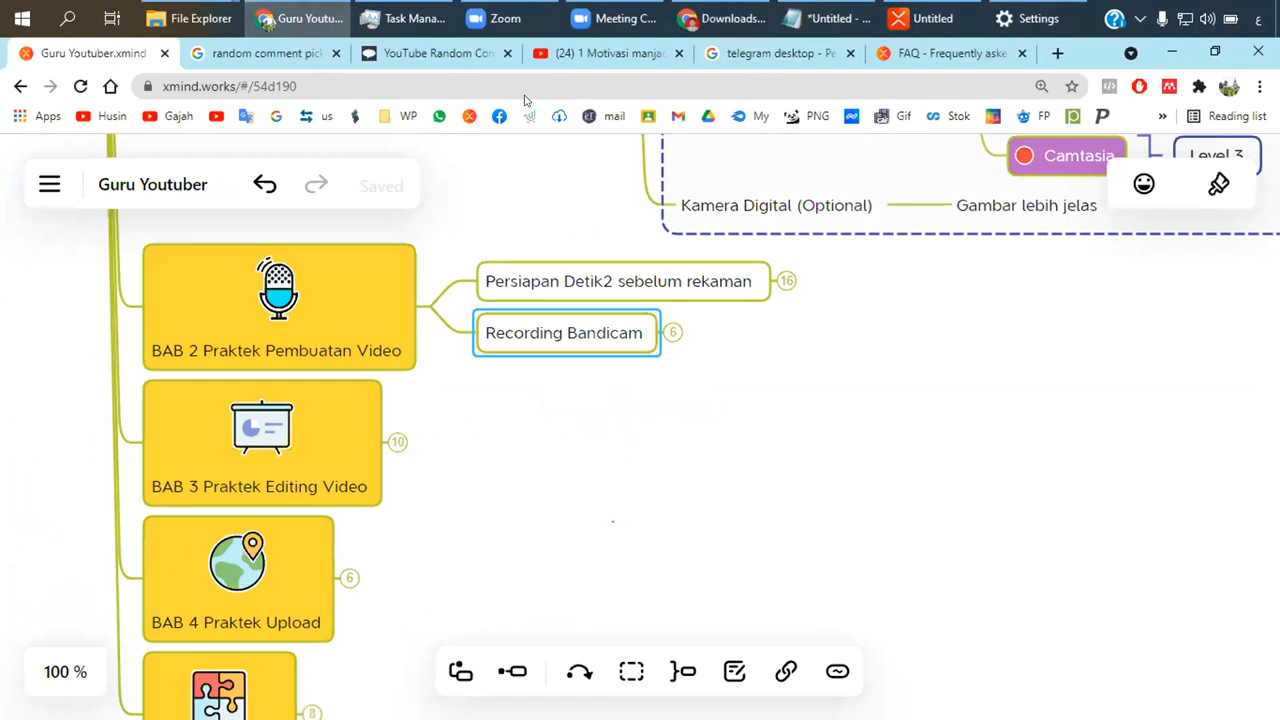 File Explorer
Guru Youtu...
Task Mana...
Zoom
Meeting C...
Downloads...
*Untitled - ...
Untitled
Settings
ع
Guru Youtuber.xmind
random comment pick
YouTube Random Con
(24) 1 Motivasi manja
telegram desktop - Pe
FAQ - Frequently aske
xmind.works/#/54d190
Apps
Husin
Gajah
us
WP
mail
My
PNG
Gif
Stok
FP
»
Reading list
Guru Youtuber
Saved
Camtasia
Level 3
Kamera Digital (Optional)
Gambar lebih jelas
BAB 2 Praktek Pembuatan Video
Persiapan Detik2 sebelum rekaman
16
Recording Bandicam
6
BAB 3 Praktek Editing Video
10
BAB 4 Praktek Upload
6
8
100 %